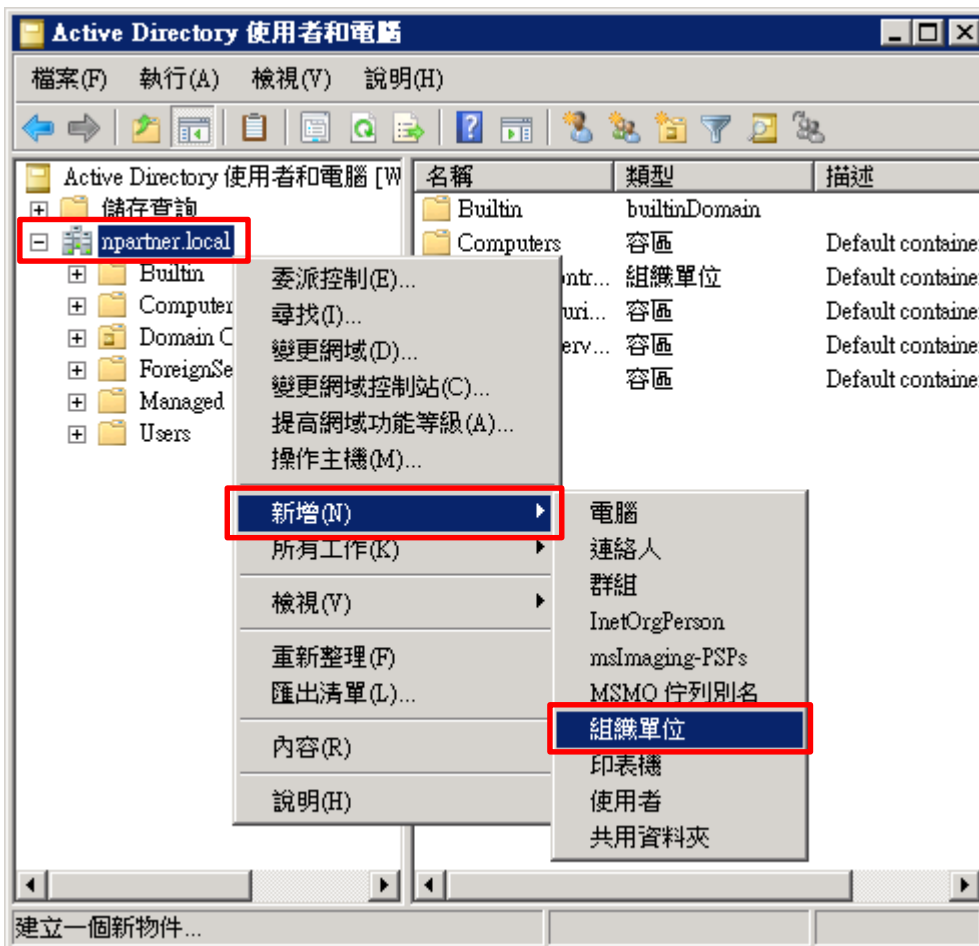 Active Directory 使用者和電腦
檔案(F) 執行(A) 檢視(V) 說明(H)
Active Directory 使用者和電腦 [W
儲存查詢
npartner.local
Builtin
Computer
Domain C
ForeignSe
Managed
Users
名稱 類型 描述
Builtin builtinDomain
Computers 容區 Default containe
ontr... 組織單位 Default containe
uri... 容區 Default containe
erv... 容區 Default containe
容區 Default containe
委派控制(E)...
尋找(I)...
變更網域(D)...
變更網域控制站(C)...
提高網域功能等級(A)...
操作主機(M)...
新增(N)
所有工作(K)
檢視(V)
重新整理(F)
匯出清單(L)...
內容(R)
說明(H)
電腦
連絡人
群組
InetOrgPerson
msImaging-PSPs
MSMQ 佇列別名
組織單位
印表機
使用者
共用資料夾
建立一個新物件...